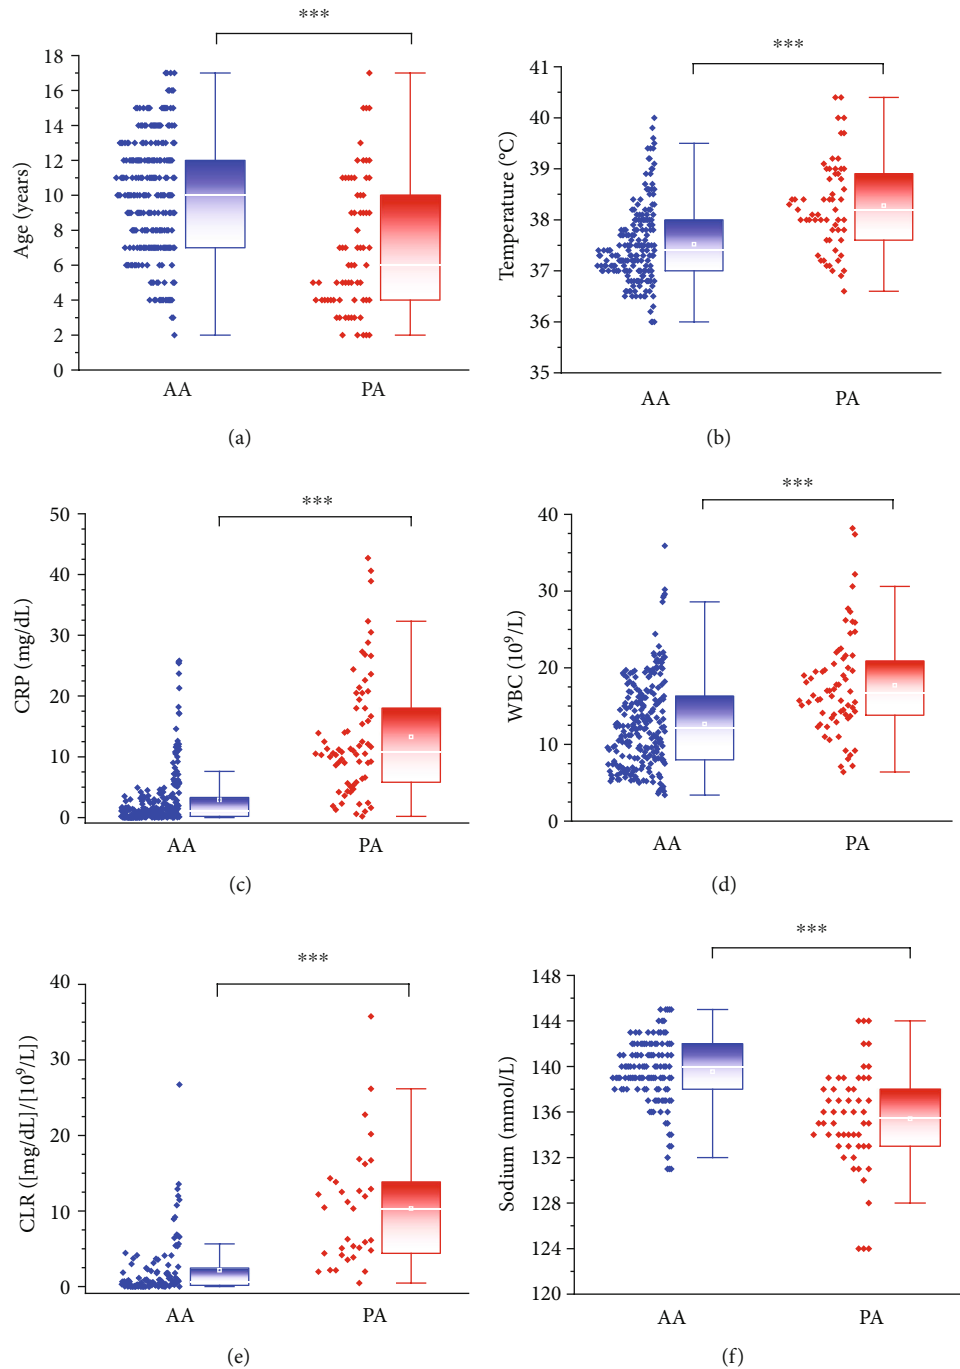 ***
18
16
14
12
10
8
6
4
2
0
Age (years)
AA
PA
(a)
***
41
40
39
38
37
36
35
Temperature (°C)
AA
PA
(b)
***
50
40
30
20
10
0
CRP (mg/dL)
AA
PA
(c)
***
40
30
20
10
0
WBC (10⁹/L)
AA
PA
(d)
***
40
30
20
10
0
CLR ([mg/dL]/[10⁹/L])
AA
PA
(e)
***
148
144
140
136
132
128
124
120
Sodium (mmol/L)
AA
PA
(f)